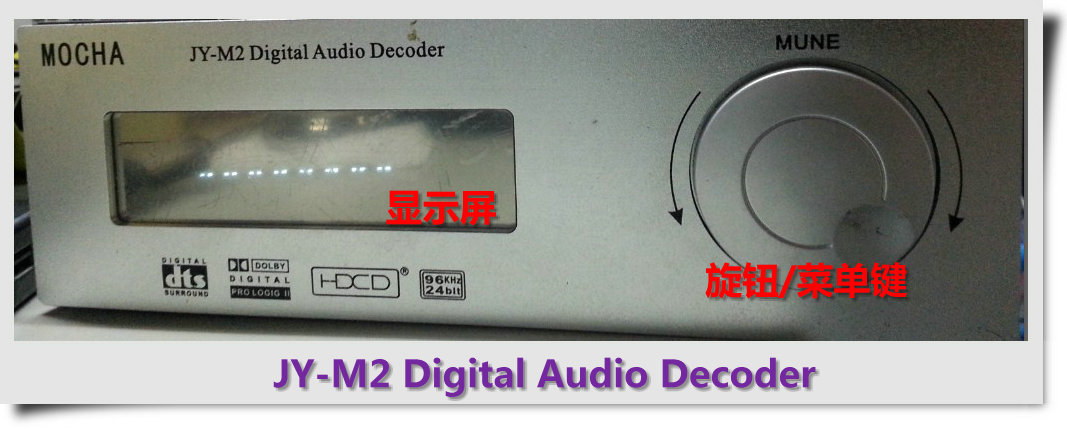 MOCHA
JY-M2 Digital Audio Decoder
MUNE
显示屏
DIGITAL
dts
SURROUND
DOLBY
DIGITAL
PRO LOGIC II
HDCD®
96KHz
24bit
旋钮/菜单键
JY-M2 Digital Audio Decoder